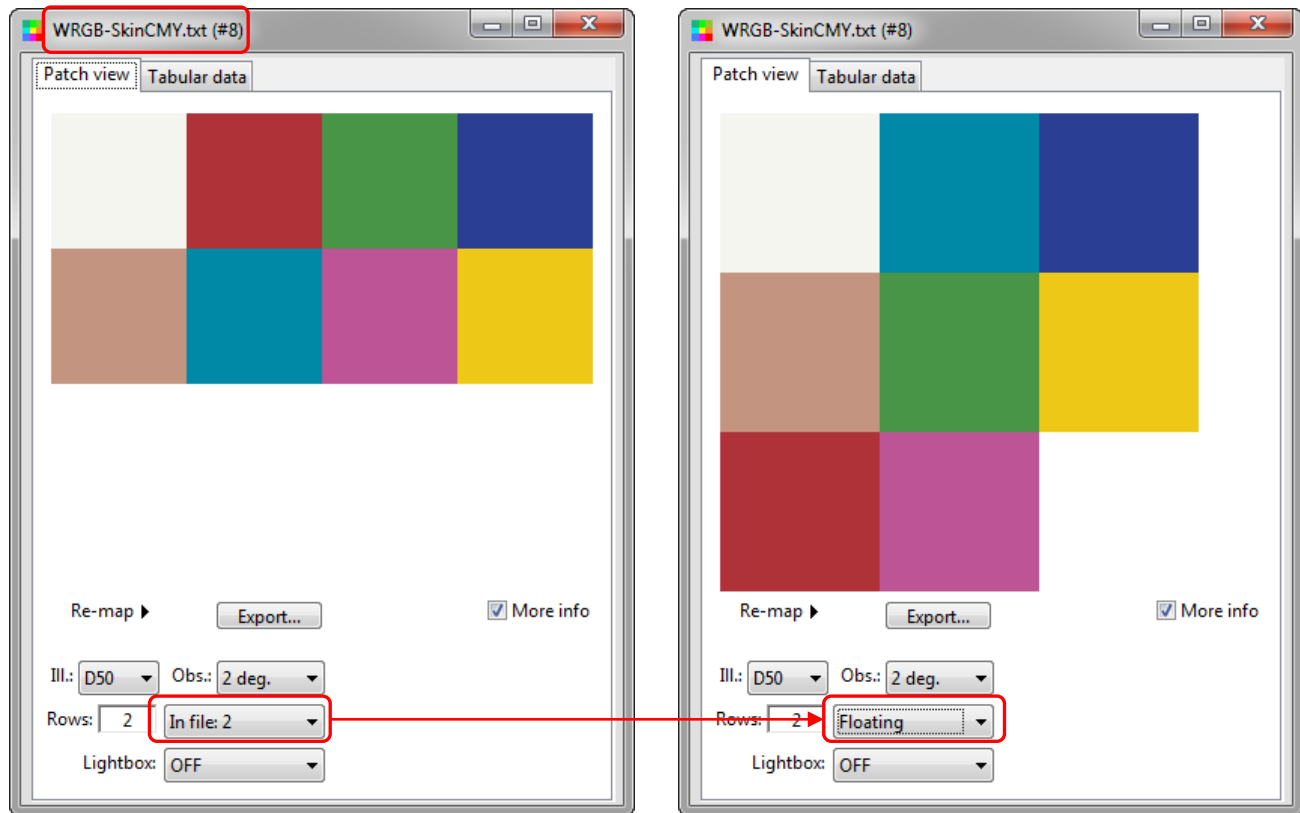 WRGB-SkinCMY.txt (#8)
Patch view
Tabular data
Re-map
Export...
More info
Ill.: D50
Obs.: 2 deg.
Rows: 2
In file: 2
Lightbox: OFF
WRGB-SkinCMY.txt (#8)
Patch view
Tabular data
Re-map
Export...
More info
Ill.: D50
Obs.: 2 deg.
Rows: 2
Floating
Lightbox: OFF